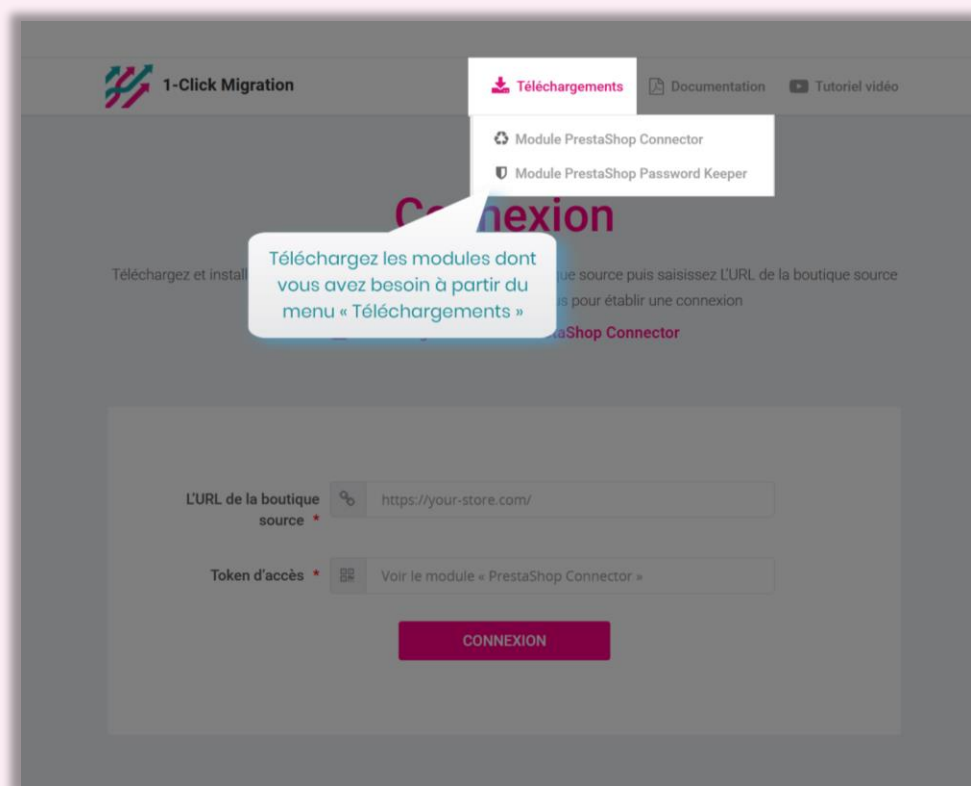 1-Click Migration
Téléchargements
Documentation
Tutoriel vidéo
Module PrestaShop Connector
Module PrestaShop Password Keeper
Connexion
Téléchargez les modules dont
vous avez besoin à partir du
menu « Téléchargements »
Téléchargez et install ue source puis saisissez L'URL de la boutique source
pour établir une connexion
Shop Connector
L'URL de la boutique
source *
https://your-store.com/
Token d'accès *
Voir le module « PrestaShop Connector »
CONNEXION